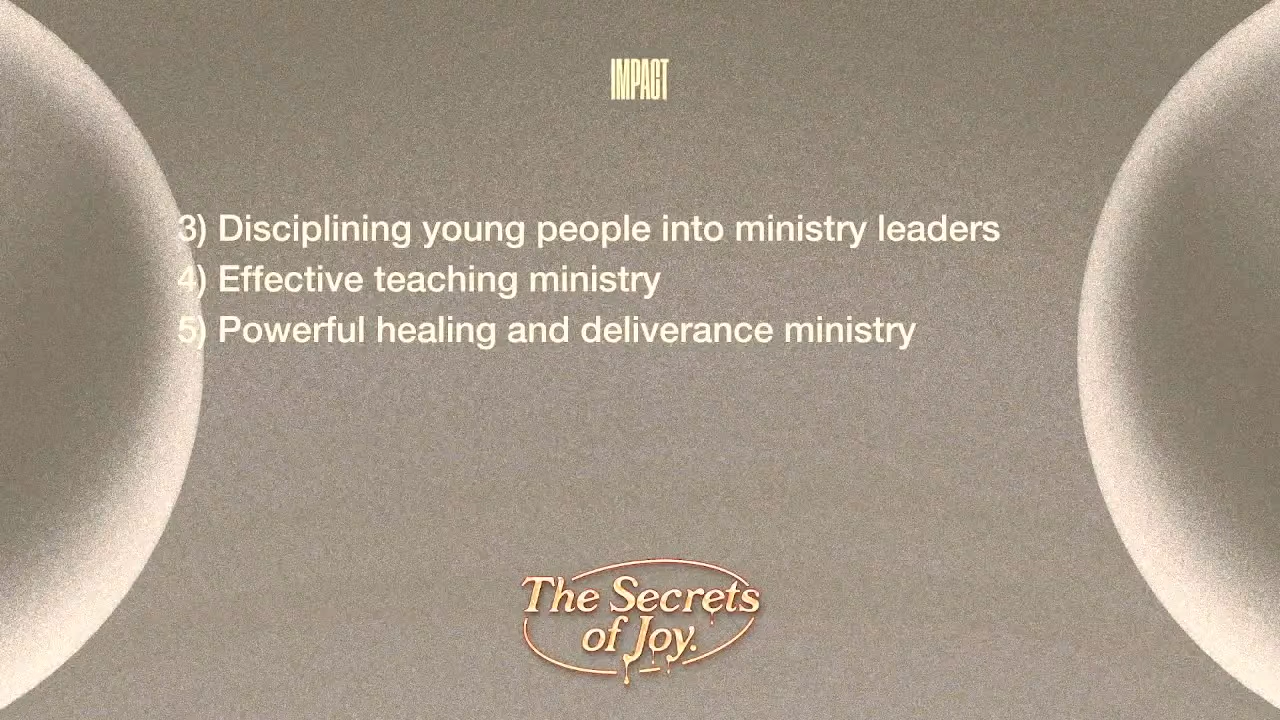 IMPACT
3) Disciplining young people into ministry leaders
4) Effective teaching ministry
5) Powerful healing and deliverance ministry
The Secrets
of Joy.